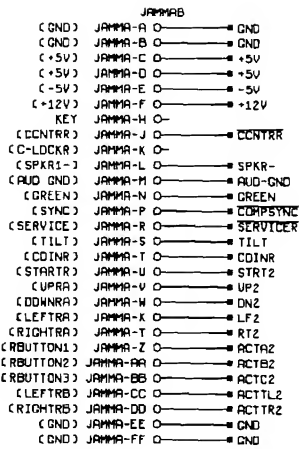 JAMMAB
(GND) JAMMA-A GND
(GND) JAMMA-B GND
(+5V) JAMMA-C +5V
(+5V) JAMMA-D +5V
(-5V) JAMMA-E -5V
(+12V) JAMMA-F +12V
KEY JAMMA-H
(CCNTRR) JAMMA-J CCNTRR
(C-LOCKR) JAMMA-K
(SPKR1-) JAMMA-L SPKR-
(AUD GND) JAMMA-M AUD-GND
(GREEN) JAMMA-N GREEN
(SYNC) JAMMA-P COMPSYNC
(SERVICE) JAMMA-R SERVICER
(TILT) JAMMA-S TILT
(COINR) JAMMA-T COINR
(STARTR) JAMMA-U STRT2
(UPRA) JAMMA-V UP2
(DOWNRA) JAMMA-W DN2
(LEFTRA) JAMMA-K LF2
(RIGHTRA) JAMMA-T RT2
(RBUTTON1) JAMMA-Z ACTA2
(RBUTTON2) JAMMA-AA ACTB2
(RBUTTON3) JAMMA-BB ACTC2
(LEFTRB) JAMMA-CC ACTTL2
(RIGHTRB) JAMMA-DD ACTTR2
(GND) JAMMA-EE GND
(GND) JAMMA-FF GND